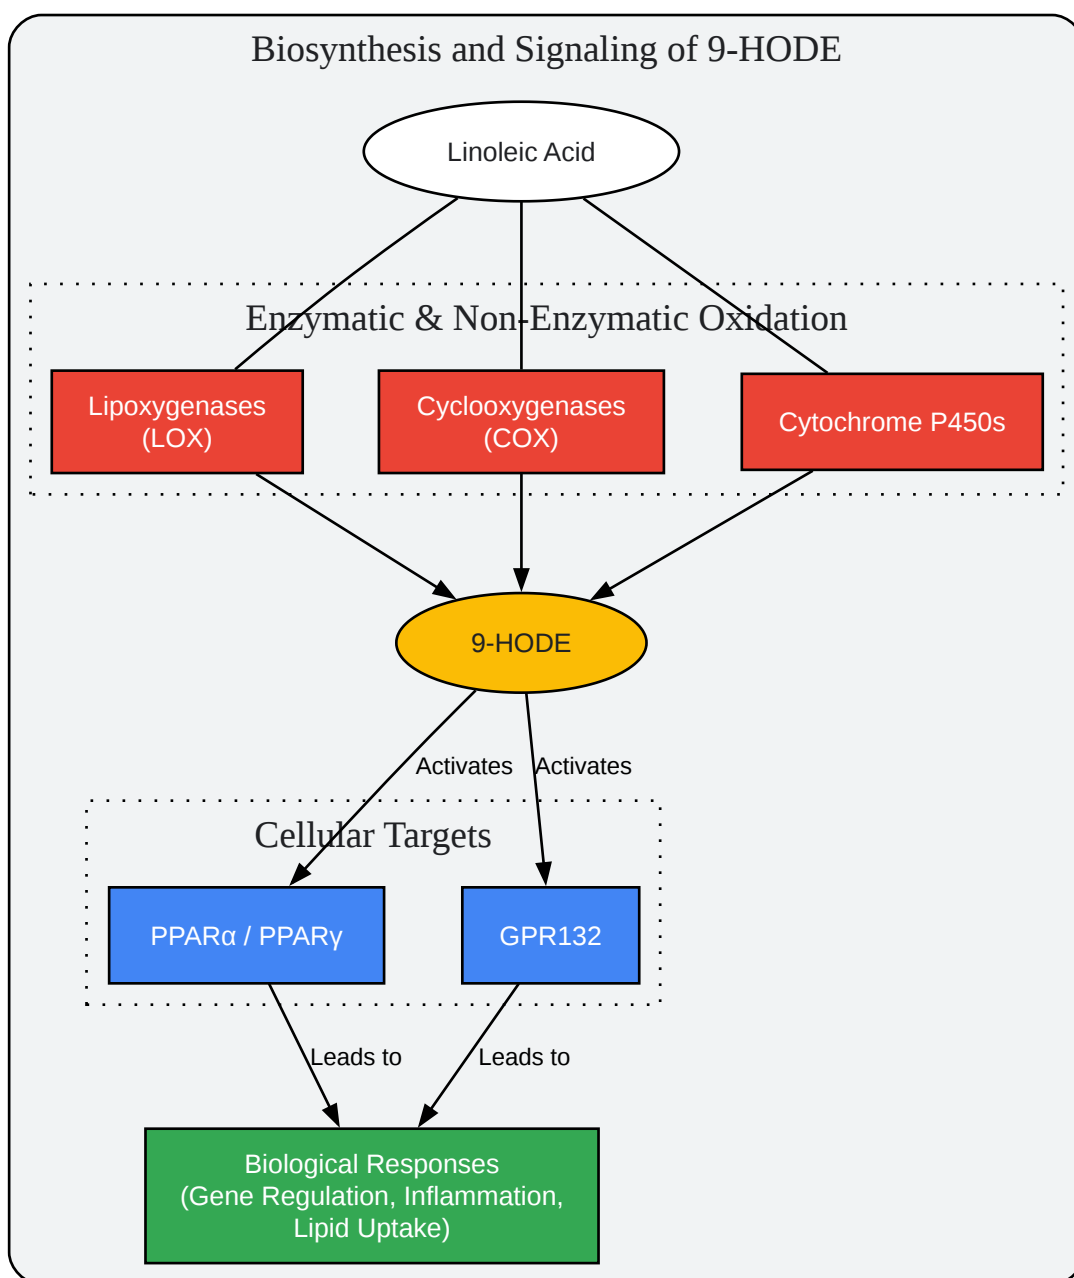 Biosynthesis and Signaling of 9-HODE
Linoleic Acid
Enzymatic & Non-Enzymatic Oxidation
Lipoxygenases
(LOX)
Cyclooxygenases
(COX)
Cytochrome P450s
9-HODE
Activates
Activates
Cellular Targets
PPARα / PPARγ
GPR132
Leads to
Leads to
Biological Responses
(Gene Regulation, Inflammation,
Lipid Uptake)